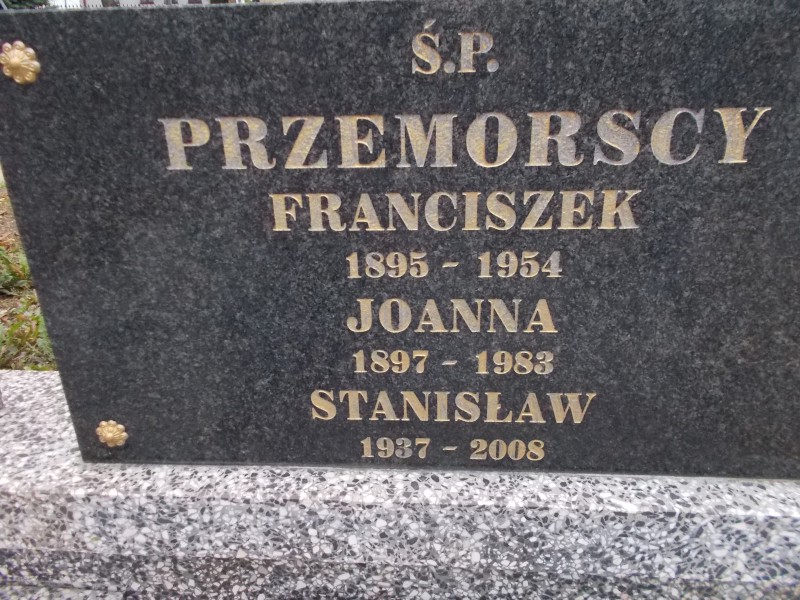 Ś.P.
PRZEMORSCY
FRANCISZEK
1895 - 1954
JOANNA
1897 - 1983
STANISŁAW
1937 - 2008